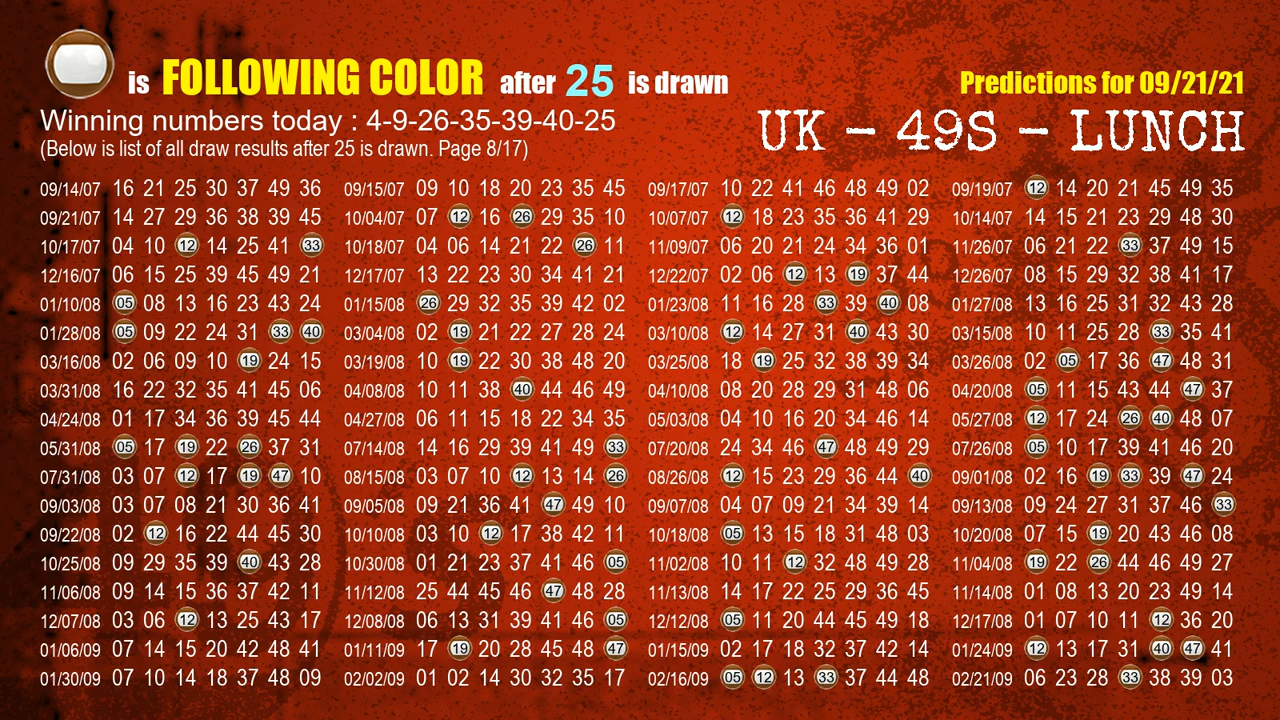 is FOLLOWING COLOR after 25 is drawn
Predictions for 09/21/21
Winning numbers today : 4-9-26-35-39-40-25
UK - 49S - LUNCH
(Below is list of all draw results after 25 is drawn. Page 8/17)
09/14/07 16 21 25 30 37 49 36 09/15/07 09 10 18 20 23 35 45 09/17/07 10 22 41 46 48 49 02 09/19/07 12 14 20 21 45 49 35
09/21/07 14 27 29 36 38 39 45 10/04/07 07 12 16 26 29 35 10 10/07/07 12 18 23 35 36 41 29 10/14/07 14 15 21 23 29 48 30
10/17/07 04 10 12 14 25 41 33 10/18/07 04 06 14 21 22 26 11 11/09/07 06 20 21 24 34 36 01 11/26/07 06 21 22 33 37 49 15
12/16/07 06 15 25 39 45 49 21 12/17/07 13 22 23 30 34 41 21 12/22/07 02 06 12 13 19 37 44 12/26/07 08 15 29 32 38 41 17
01/10/08 05 08 13 16 23 43 24 01/15/08 26 29 32 35 39 42 02 01/23/08 11 16 28 33 39 40 08 01/27/08 13 16 25 31 32 43 28
01/28/08 05 09 22 24 31 33 40 03/04/08 02 19 21 22 27 28 24 03/10/08 12 14 27 31 40 43 30 03/15/08 10 11 25 28 33 35 41
03/16/08 02 06 09 10 19 24 15 03/19/08 10 19 22 30 38 48 20 03/25/08 18 19 25 32 38 39 34 03/26/08 02 05 17 36 47 48 31
03/31/08 16 22 32 35 41 45 06 04/08/08 10 11 38 40 44 46 49 04/10/08 08 20 28 29 31 48 06 04/20/08 05 11 15 43 44 47 37
04/24/08 01 17 34 36 39 45 44 04/27/08 06 11 15 18 22 34 35 05/03/08 04 10 16 20 34 46 14 05/27/08 12 17 24 26 40 48 07
05/31/08 05 17 19 22 26 37 31 07/14/08 14 16 29 39 41 49 33 07/20/08 24 34 46 47 48 49 29 07/26/08 05 10 17 39 41 46 20
07/31/08 03 07 12 17 19 47 10 08/15/08 03 07 10 12 13 14 26 08/26/08 12 15 23 29 36 44 40 09/01/08 02 16 19 33 39 47 24
09/03/08 03 07 08 21 30 36 41 09/05/08 09 21 36 41 47 49 10 09/07/08 04 07 09 21 34 39 14 09/13/08 09 24 27 31 37 46 33
09/22/08 02 12 16 22 44 45 30 10/10/08 03 10 12 17 38 42 11 10/18/08 05 13 15 18 31 48 03 10/20/08 07 15 19 20 43 46 08
10/25/08 09 29 35 39 40 43 28 10/30/08 01 21 23 37 41 46 05 11/02/08 10 11 12 32 48 49 38 11/04/08 19 22 26 44 46 49 27
11/06/08 09 14 15 36 37 42 11 11/12/08 25 44 45 46 47 48 28 11/13/08 14 17 22 25 29 36 45 11/14/08 01 08 13 20 23 49 14
12/07/08 03 06 12 13 25 43 17 12/08/08 06 13 31 39 41 46 05 12/12/08 05 11 20 44 45 49 18 12/17/08 01 07 10 11 12 36 20
01/06/09 07 14 15 20 42 48 41 01/11/09 17 19 20 28 45 48 47 01/15/09 02 17 18 32 37 42 14 01/24/09 12 13 17 31 40 47 41
01/30/09 07 10 14 18 37 48 09 02/02/09 01 02 14 30 32 35 17 02/16/09 05 12 13 33 37 44 48 02/21/09 06 23 28 33 38 39 03